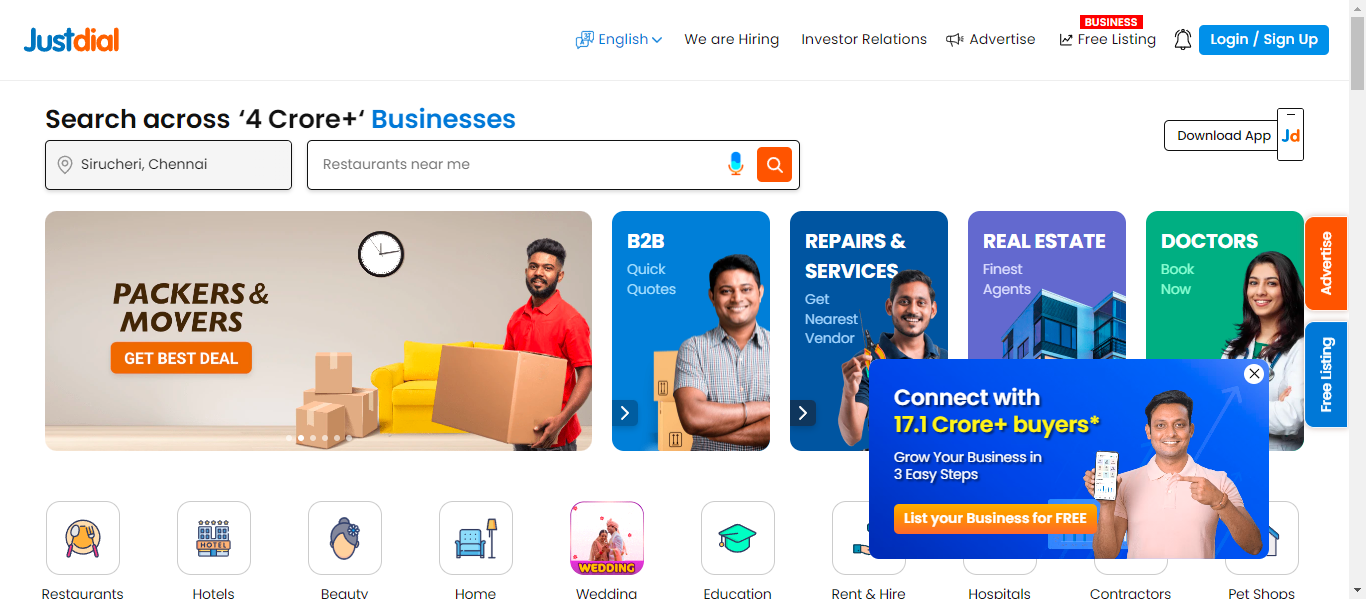 Justdial
English
We are Hiring
Investor Relations
Advertise
BUSINESS
Free Listing
Login / Sign Up
Search across ‘4 Crore+‘ Businesses
Sirucheri, Chennai
Restaurants near me
Download App
Jd
PACKERS &
MOVERS
GET BEST DEAL
B2B
Quick
Quotes
REPAIRS &
SERVICES
Get
Nearest
Vendor
REAL ESTATE
Finest
Agents
DOCTORS
Book
Now
Advertise
Free Listing
Connect with
17.1 Crore+ buyers*
Grow Your Business in
3 Easy Steps
List your Business for FREE
HOTEL
WEDDING
Restaurants
Hotels
Beauty
Home
Wedding
Education
Rent & Hire
Hospitals
Contractors
Pet Shops